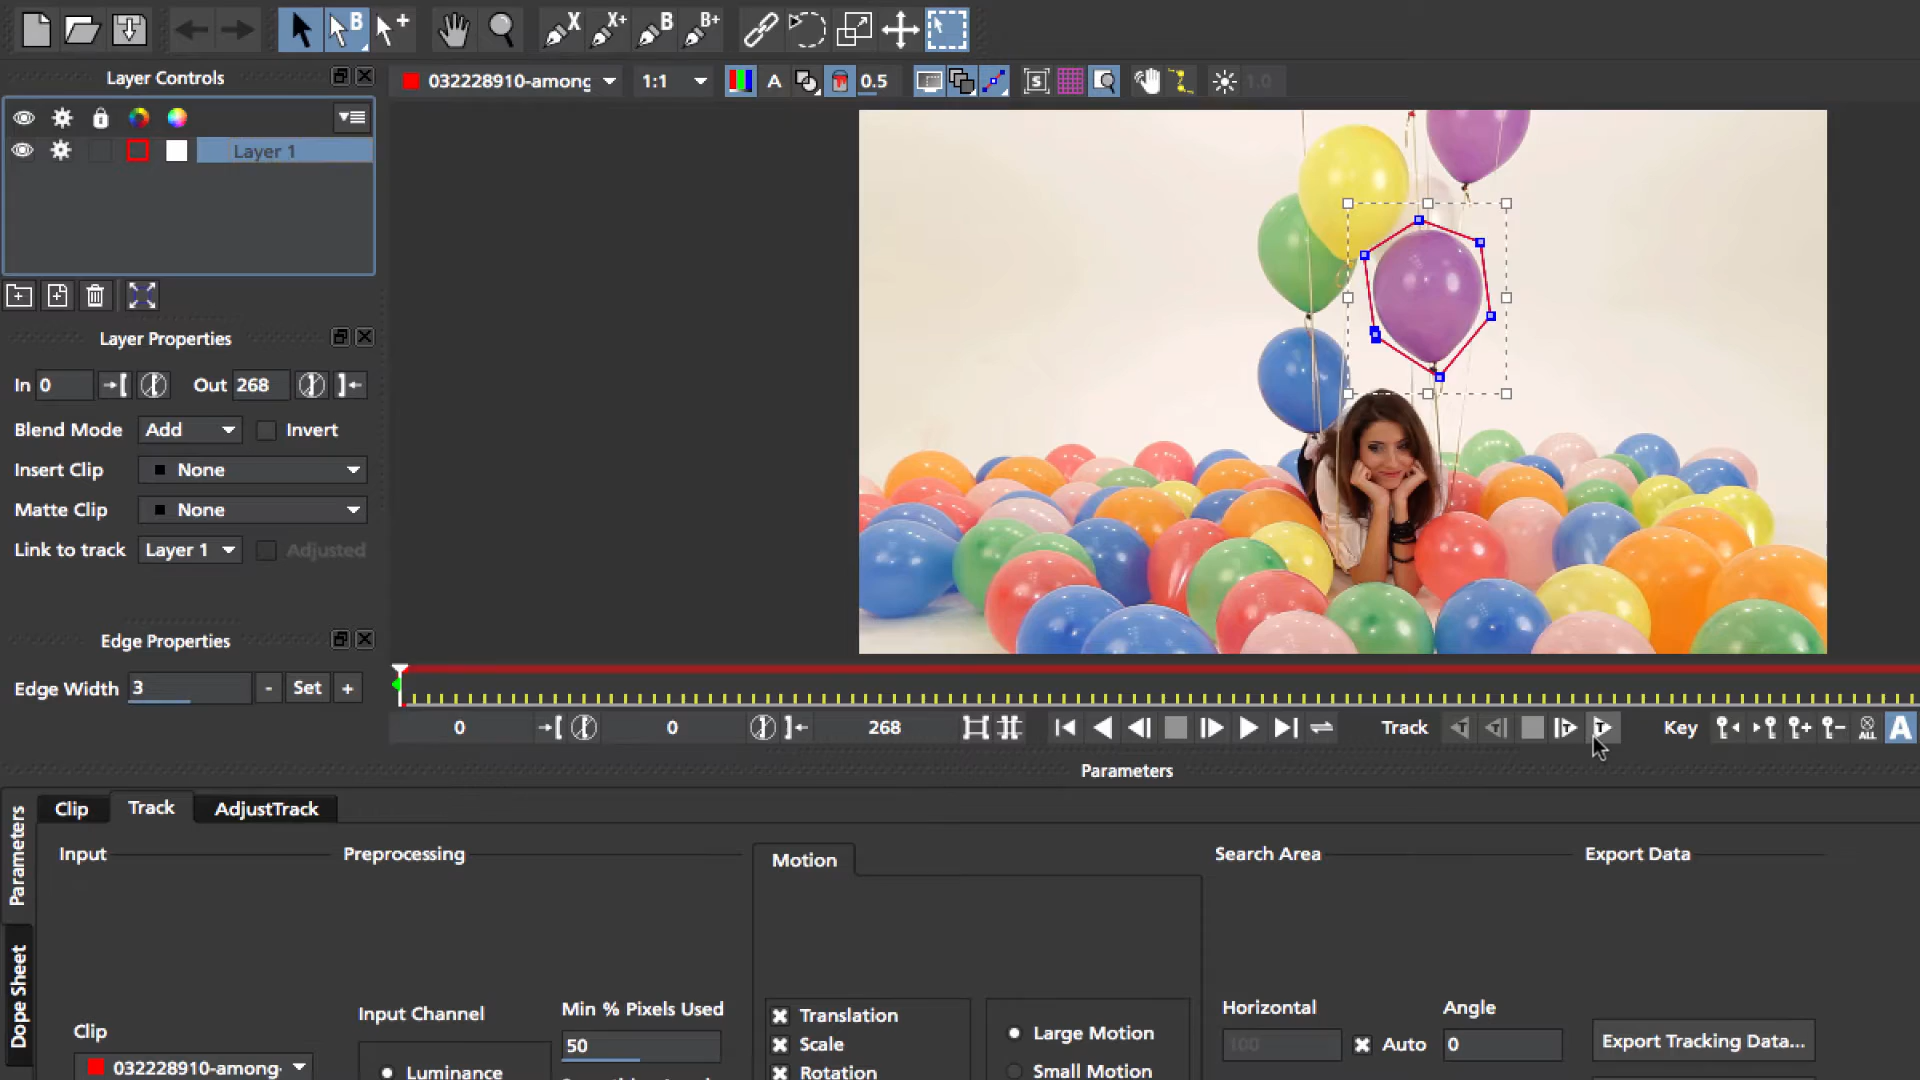 B
X
X+
B
B+
Layer Controls
032228910-among
1:1
A
0.5
S
1.0
Layer 1
Layer Properties
In 0 Out 268
Blend Mode Add Invert
Insert Clip None
Matte Clip None
Link to track Layer 1 Adjusted
Edge Properties
Edge Width 3 - Set +
0 0 268 Track T T T T Key ALL A
Parameters
Parameters
Dope Sheet
Clip Track AdjustTrack
Input Preprocessing Motion Search Area Export Data
Input Channel Min % Pixels Used Translation Large Motion Horizontal Angle
Clip 50 Scale 100 Auto 0 Export Tracking Data...
032228910-among- Luminance Rotation Small Motion